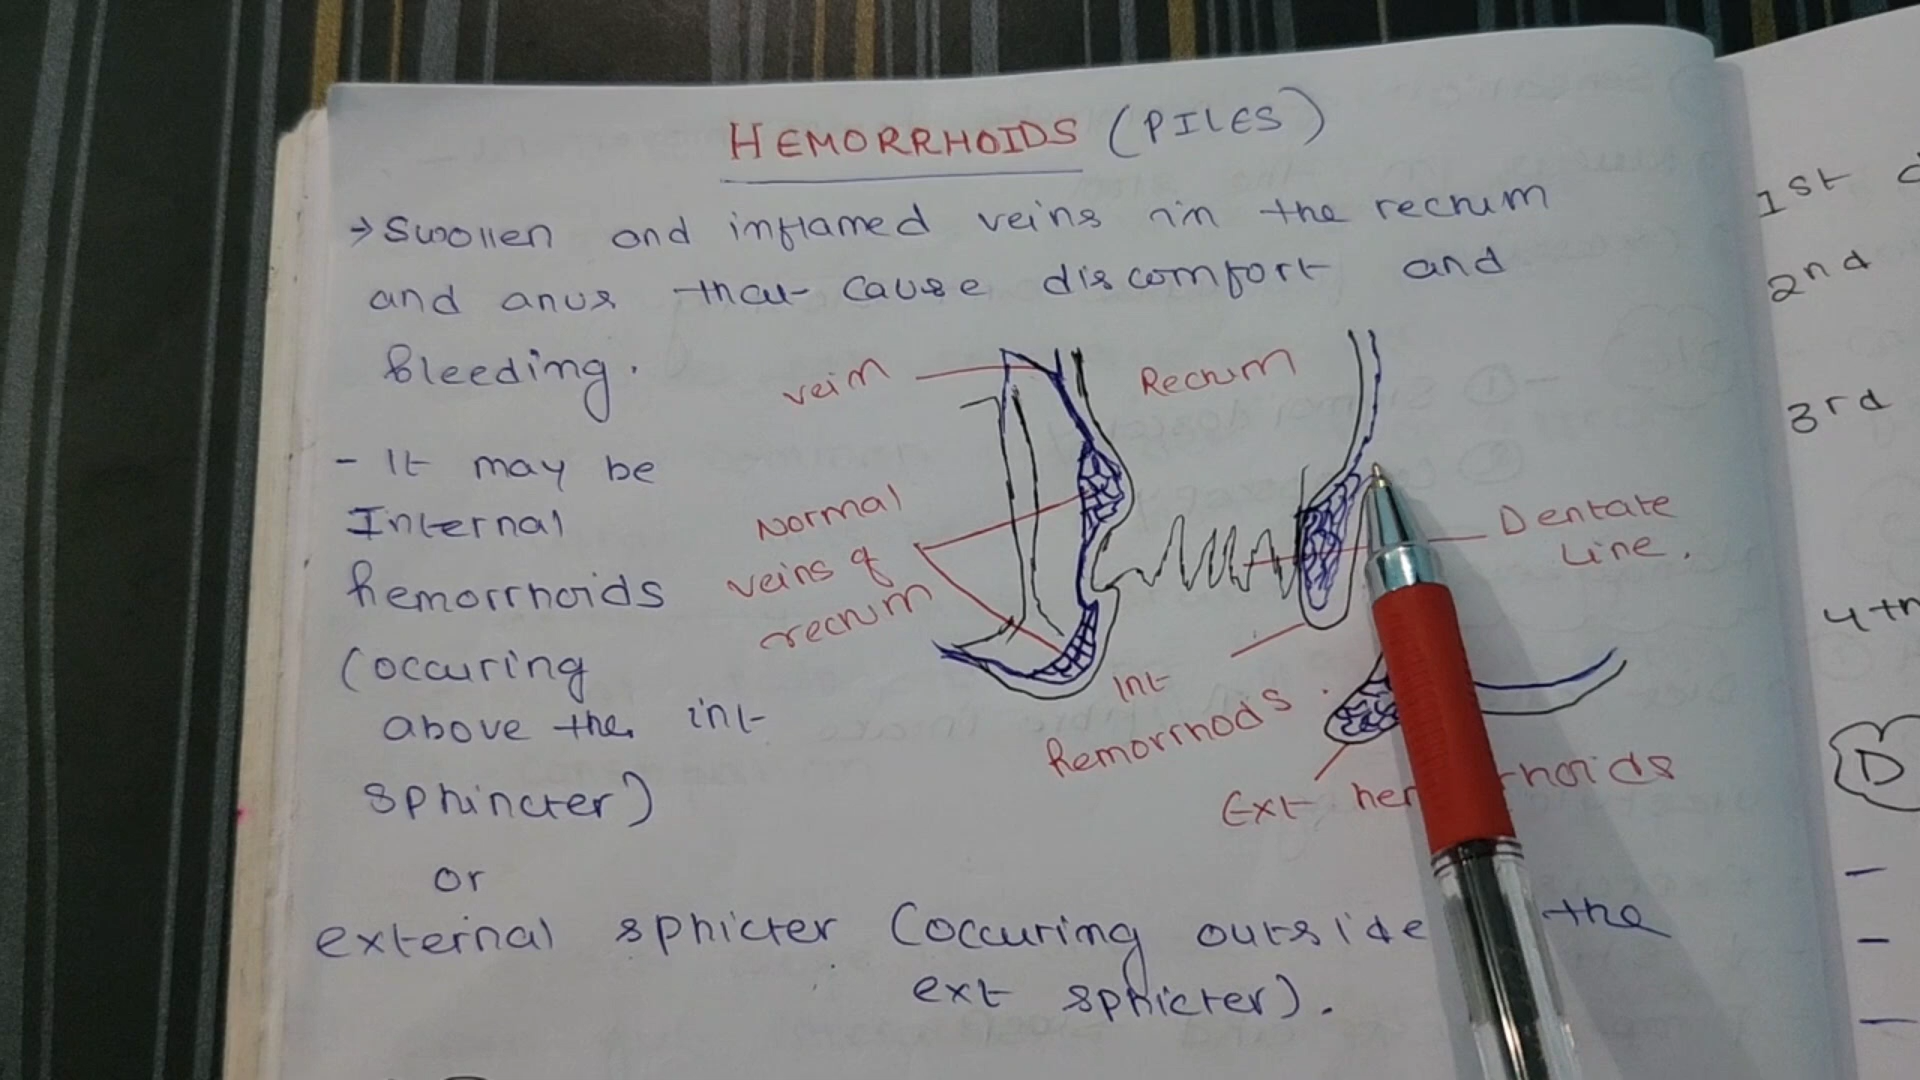 HEMORRHOIDS (PILES)
→ Swollen and inflamed veins in the rectum
and anus that cause discomfort and
bleeding.
- It may be
Internal
hemorrhoids
(occuring
above the int
sphincter)
or
external sphicter (occuring outside the
ext sphicter).
vein
Rectum
Normal
veins of
rectum
Dentate
Line.
Int
hemorrhods.
Ext hem
rhoids
1st
2nd
3rd
4th
D